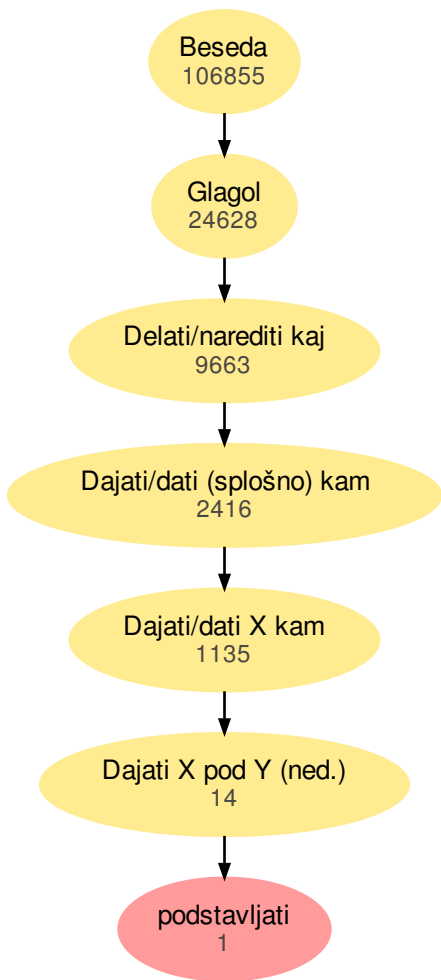 Beseda
106855
Glagol
24628
Delati/narediti kaj
9663
Dajati/dati (splošno) kam
2416
Dajati/dati X kam
1135
Dajati X pod Y (ned.)
14
podstavljati
1